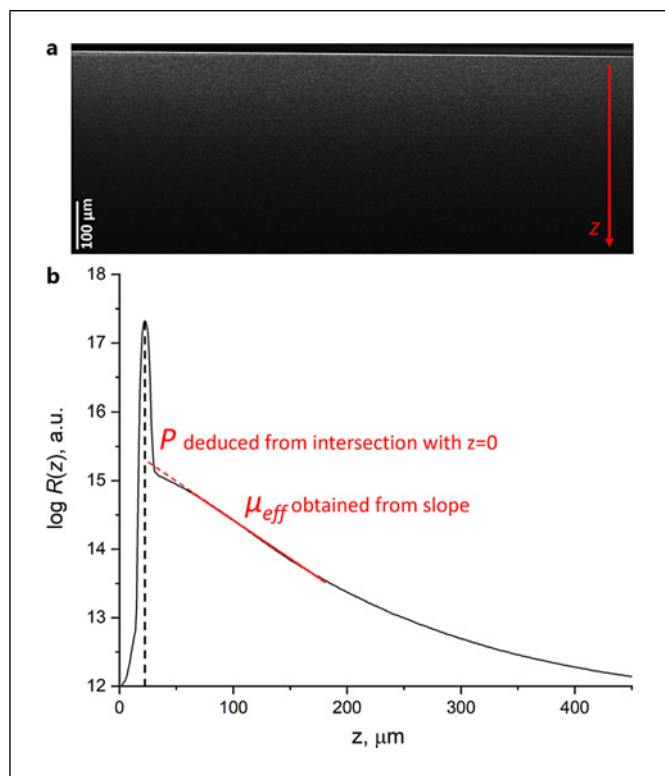 a
100 µm
z
b
18
17
16
15
14
13
12
log R(z), a.u.
P deduced from intersection with z=0
μeff obtained from slope
0 100 200 300 400
z, µm